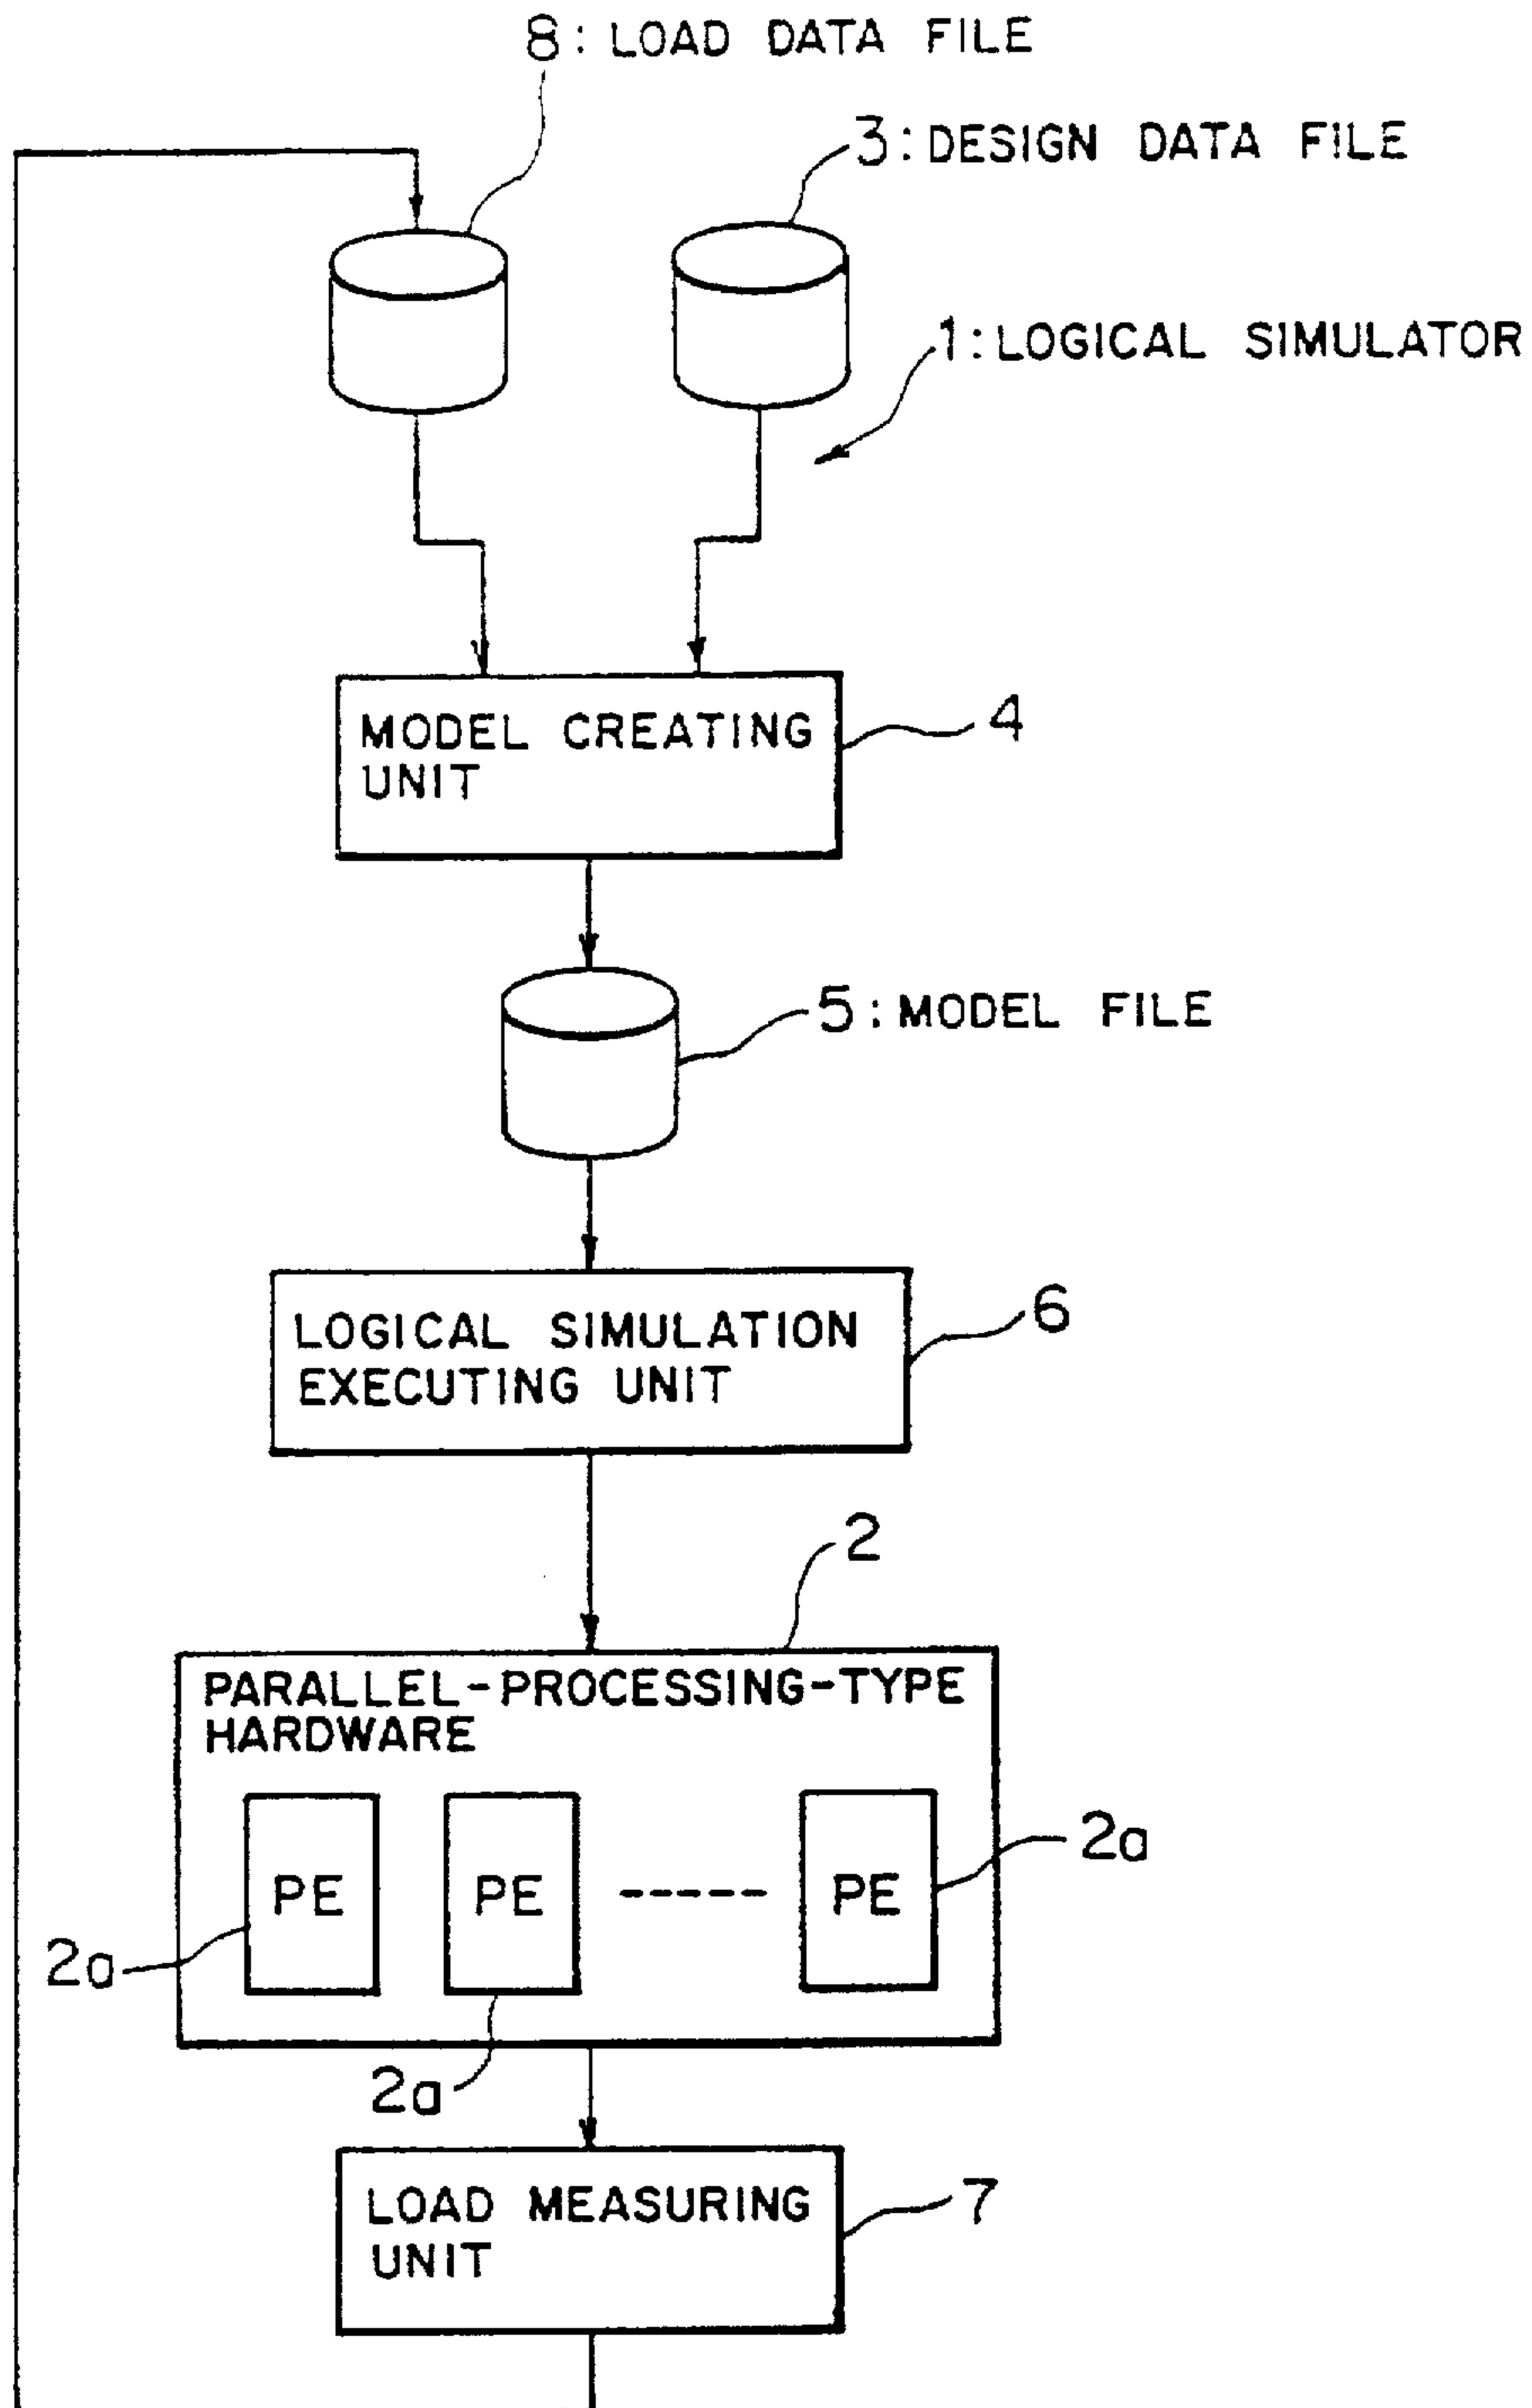 8: LOAD DATA FILE
3: DESIGN DATA FILE
1: LOGICAL SIMULATOR
MODEL CREATING
UNIT
4
5: MODEL FILE
LOGICAL SIMULATION
EXECUTING UNIT
6
2
PARALLEL-PROCESSING-TYPE
HARDWARE
PE
PE
-----
PE
2a
2a
2a
LOAD MEASURING
UNIT
7